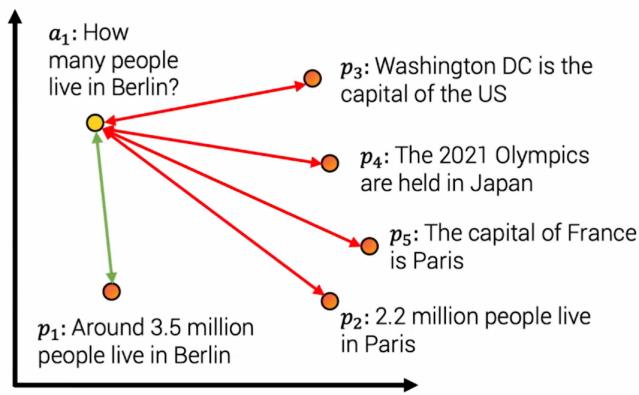 a₁: How
many people
live in Berlin?
p₃: Washington DC is the
capital of the US
p₄: The 2021 Olympics
are held in Japan
p₅: The capital of France
is Paris
p₁: Around 3.5 million
people live in Berlin
p₂: 2.2 million people live
in Paris